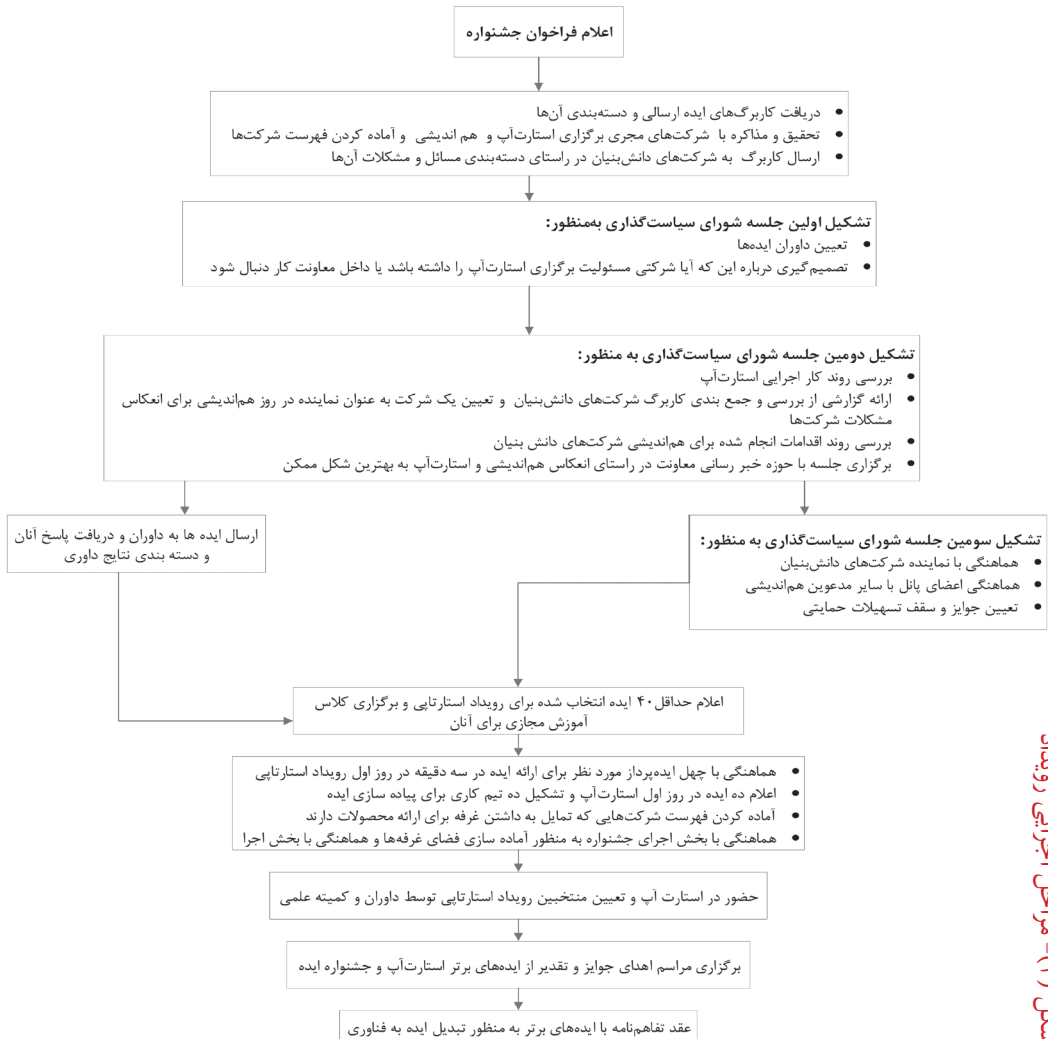 اعلام فراخوان جشنواره
• دریافت کاربرگ‌های ایده ارسالی و دسته‌بندی آن‌ها
• تحقیق و مذاکره با شرکت‌های مجری برگزاری استارت‌آپ و هم اندیشی و آماده کردن فهرست شرکت‌ها
• ارسال کاربرگ به شرکت‌های دانش‌بنیان در راستای دسته‌بندی مسائل و مشکلات آن‌ها
تشکیل اولین جلسه شورای سیاست‌گذاری به‌منظور:
• تعیین داوران ایده‌ها
• تصمیم‌گیری درباره این که آیا شرکتی مسئولیت برگزاری استارت‌آپ را داشته باشد یا داخل معاونت کار دنبال شود
تشکیل دومین جلسه شورای سیاست‌گذاری به منظور:
• بررسی روند کار اجرایی استارت‌آپ
• ارائه گزارشی از بررسی و جمع بندی کاربرگ شرکت‌های دانش‌بنیان و تعیین یک شرکت به عنوان نماینده در روز هم‌اندیشی برای انعکاس
مشکلات شرکت‌ها
• بررسی روند اقدامات انجام شده برای هم‌اندیشی شرکت‌های دانش بنیان
• برگزاری جلسه با حوزه خبر رسانی معاونت در راستای انعکاس هم‌اندیشی و استارت‌آپ به بهترین شکل ممکن
تشکیل سومین جلسه شورای سیاست‌گذاری به منظور:
• هماهنگی با نماینده شرکت‌های دانش‌بنیان
• هماهنگی اعضای پانل با سایر مدعوین هم‌اندیشی
• تعیین جوایز و سقف تسهیلات حمایتی
ارسال ایده ها به داوران و دریافت پاسخ آنان
و دسته بندی نتایج داوری
اعلام حداقل۴۰ ایده انتخاب شده برای رویداد استارتاپی و برگزاری کلاس
آموزش مجازی برای آنان
• هماهنگی با چهل ایده‌پرداز مورد نظر برای ارائه ایده در سه دقیقه در روز اول رویداد استارتاپی
• اعلام ده ایده در روز اول استارت‌آپ و تشکیل ده تیم کاری برای پیاده سازی ایده
• آماده کردن فهرست شرکت‌هایی که تمایل به داشتن غرفه برای ارائه محصولات دارند
• هماهنگی با بخش اجرای جشنواره به منظور آماده سازی فضای غرفه‌ها و هماهنگی با بخش اجرا
حضور در استارت آپ و تعیین منتخبین رویداد استارتاپی توسط داوران و کمیته علمی
برگزاری مراسم اهدای جوایز و تقدیر از ایده‌های برتر استارت‌آپ و جشنواره ایده
عقد تفاهم‌نامه با ایده‌های برتر به منظور تبدیل ایده به فناوری
شکل (۱)- مراحل اجرایی رویداد